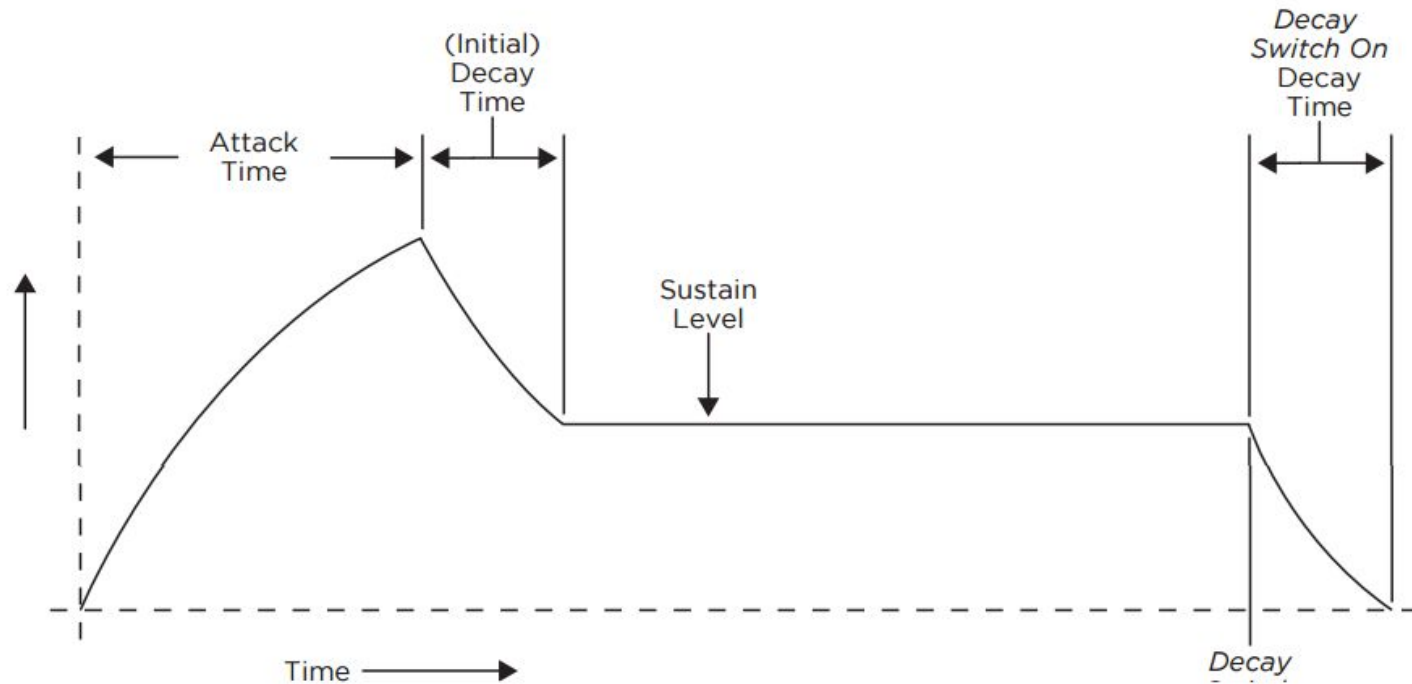 Decay
Switch On
Decay
Time
(Initial)
Decay
Time
Attack
Time
Sustain
Level
Time
Decay